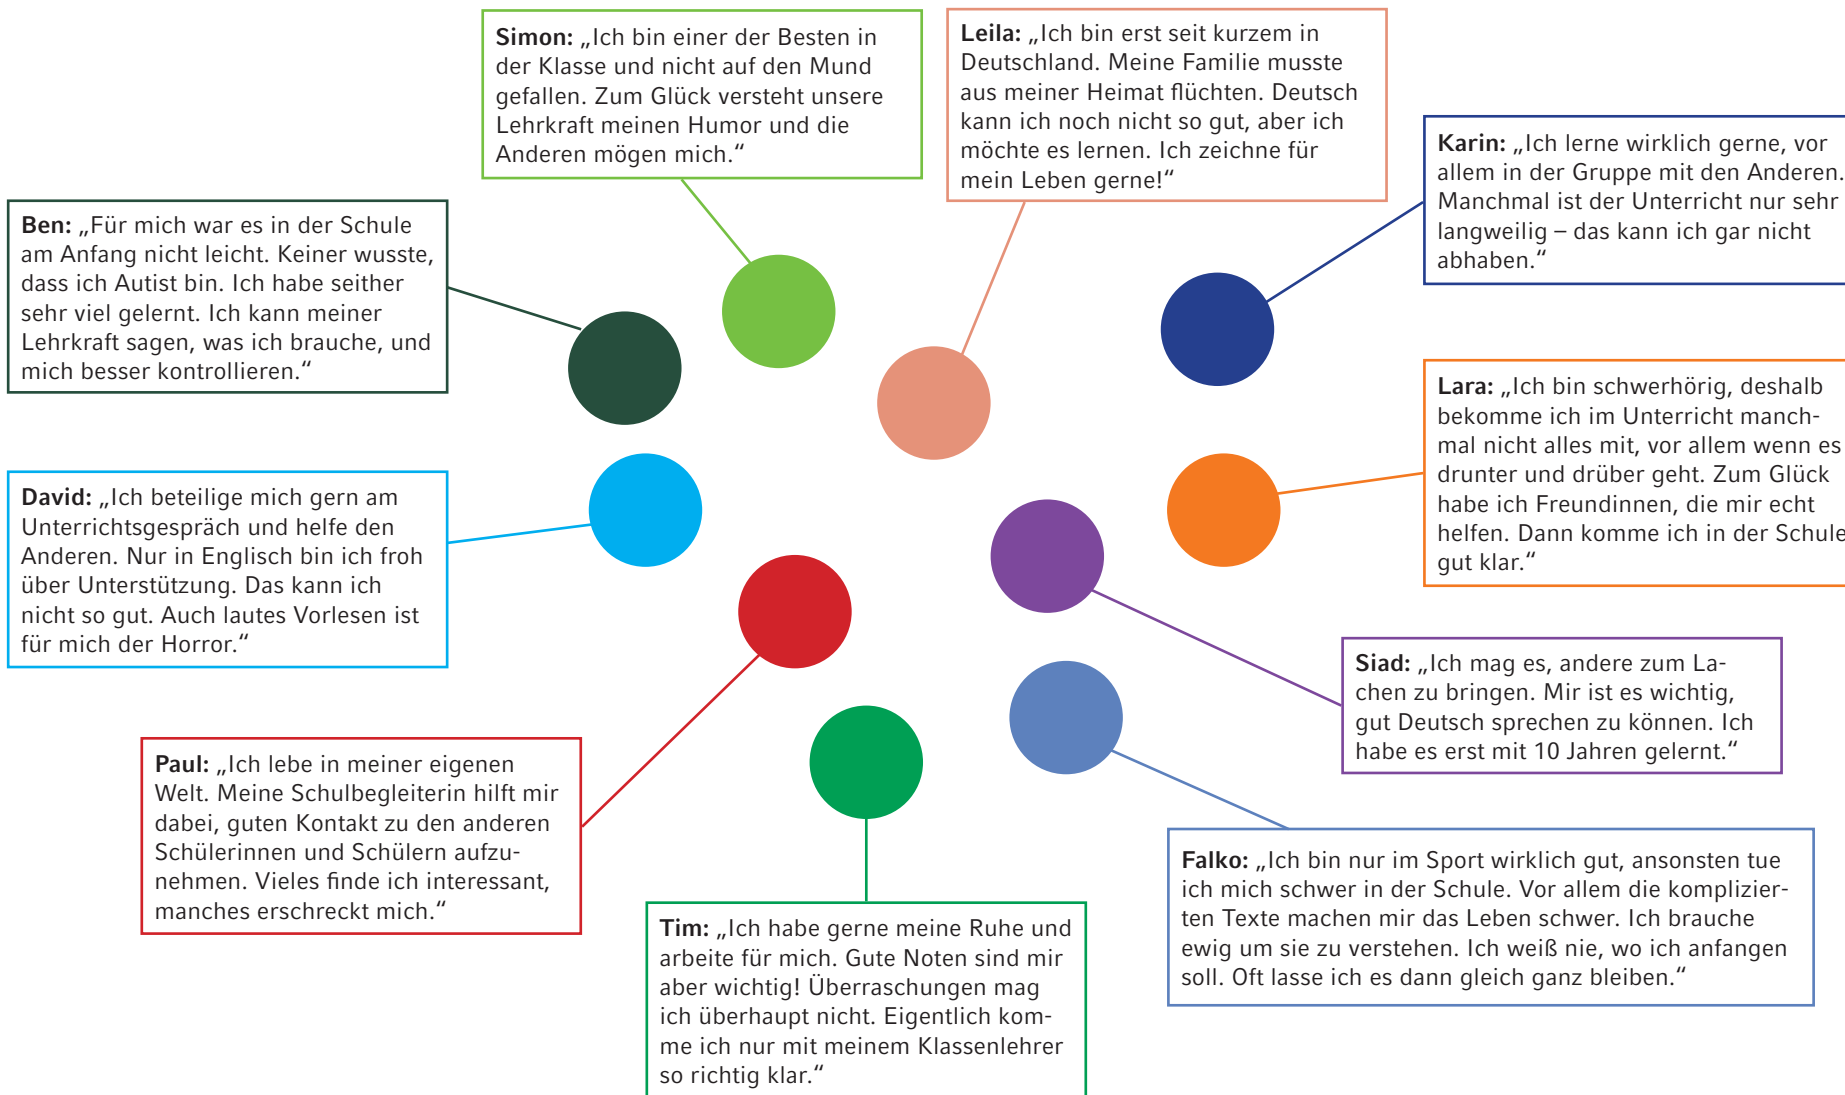 Simon: „Ich bin einer der Besten in
der Klasse und nicht auf den Mund
gefallen. Zum Glück versteht unsere
Lehrkraft meinen Humor und die
Anderen mögen mich.“
Leila: „Ich bin erst seit kurzem in
Deutschland. Meine Familie musste
aus meiner Heimat flüchten. Deutsch
kann ich noch nicht so gut, aber ich
möchte es lernen. Ich zeichne für
mein Leben gerne!“
Karin: „Ich lerne wirklich gerne, vor
allem in der Gruppe mit den Anderen.
Manchmal ist der Unterricht nur sehr
langweilig – das kann ich gar nicht
abhaben.“
Ben: „Für mich war es in der Schule
am Anfang nicht leicht. Keiner wusste,
dass ich Autist bin. Ich habe seither
sehr viel gelernt. Ich kann meiner
Lehrkraft sagen, was ich brauche, und
mich besser kontrollieren.“
Lara: „Ich bin schwerhörig, deshalb
bekomme ich im Unterricht manch-
mal nicht alles mit, vor allem wenn es
drunter und drüber geht. Zum Glück
habe ich Freundinnen, die mir echt
helfen. Dann komme ich in der Schule
gut klar.“
David: „Ich beteilige mich gern am
Unterrichtsgespräch und helfe den
Anderen. Nur in Englisch bin ich froh
über Unterstützung. Das kann ich
nicht so gut. Auch lautes Vorlesen ist
für mich der Horror.“
Siad: „Ich mag es, andere zum La-
chen zu bringen. Mir ist es wichtig,
gut Deutsch sprechen zu können. Ich
habe es erst mit 10 Jahren gelernt.“
Paul: „Ich lebe in meiner eigenen
Welt. Meine Schulbegleiterin hilft mir
dabei, guten Kontakt zu den anderen
Schülerinnen und Schülern aufzu-
nehmen. Vieles finde ich interessant,
manches erschreckt mich.“
Falko: „Ich bin nur im Sport wirklich gut, ansonsten tue
ich mich schwer in der Schule. Vor allem die komplizier-
ten Texte machen mir das Leben schwer. Ich brauche
ewig um sie zu verstehen. Ich weiß nie, wo ich anfangen
soll. Oft lasse ich es dann gleich ganz bleiben.“
Tim: „Ich habe gerne meine Ruhe und
arbeite für mich. Gute Noten sind mir
aber wichtig! Überraschungen mag
ich überhaupt nicht. Eigentlich kom-
me ich nur mit meinem Klassenlehrer
so richtig klar.“